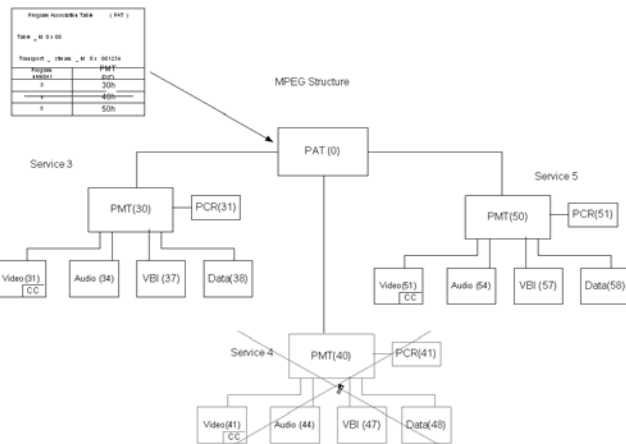 Program Association Table ( PAT )
Table _ id 0 x 00
Transport _ stream _ id 0 x 001234
Program number
PMT PID
3 30h
4 40h
5 50h
MPEG Structure
PAT (0)
Service 3
PMT(30)
PCR(31)
Video(31)
CC
Audio (34)
VBI (37)
Data(38)
Service 5
PMT(50)
PCR(51)
Video(51)
CC
Audio (54)
VBI (57)
Data(58)
Service 4
PMT(40)
PCR(41)
Video(41)
CC
Audio (44)
VBI (47)
Data(48)